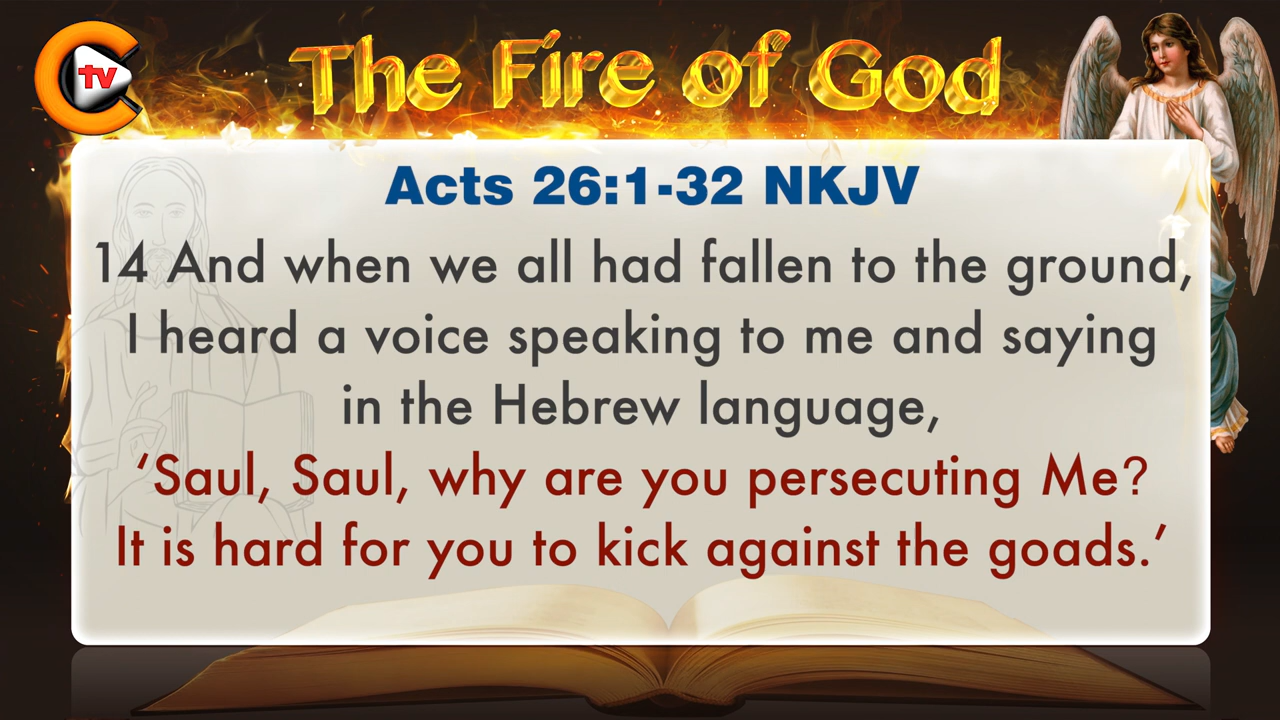 tv
The Fire of God
Acts 26:1-32 NKJV
14 And when we all had fallen to the ground,
I heard a voice speaking to me and saying
in the Hebrew language,
‘Saul, Saul, why are you persecuting Me?
It is hard for you to kick against the goads.’